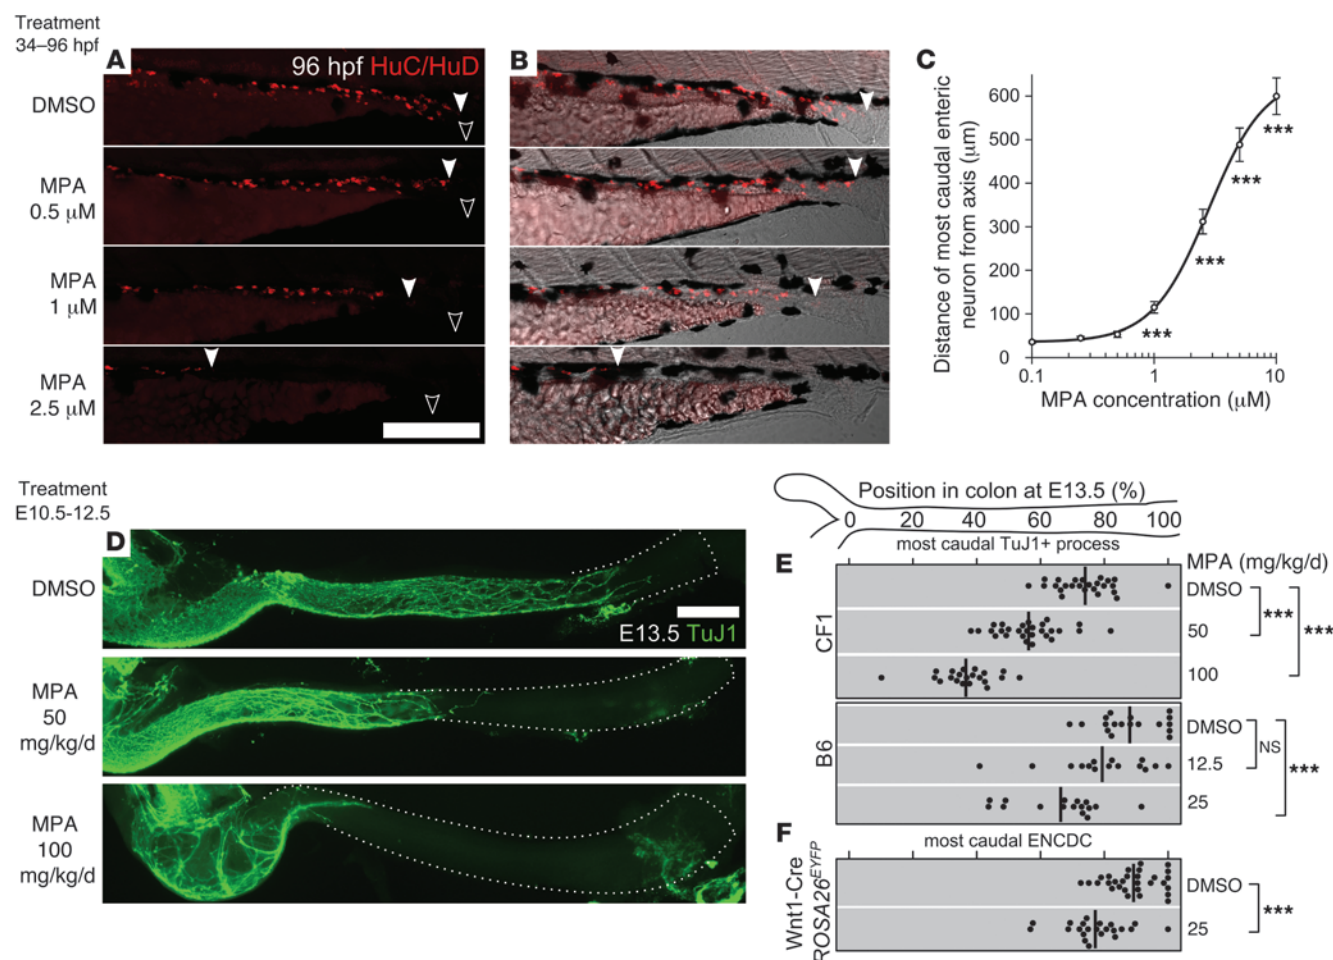 Treatment
34–96 hpf
A
96 hpf HuC/HuD
B
DMSO
MPA
0.5 μM
MPA
1 μM
MPA
2.5 μM
C
Distance of most caudal enteric
neuron from axis (μm)
600
500
400
300
200
100
0
***
***
***
***
0.1
1
10
MPA concentration (μM)
Treatment
E10.5-12.5
D
DMSO
E13.5 TuJ1
MPA
50
mg/kg/d
MPA
100
mg/kg/d
Position in colon at E13.5 (%)
0 20 40 60 80 100
most caudal TuJ1+ process
E
MPA (mg/kg/d)
CF1
DMSO
50
100
***
***
B6
DMSO
12.5
25
NS
***
F
most caudal ENCDC
Wnt1-Cre
ROSA26EYFP
DMSO
25
***